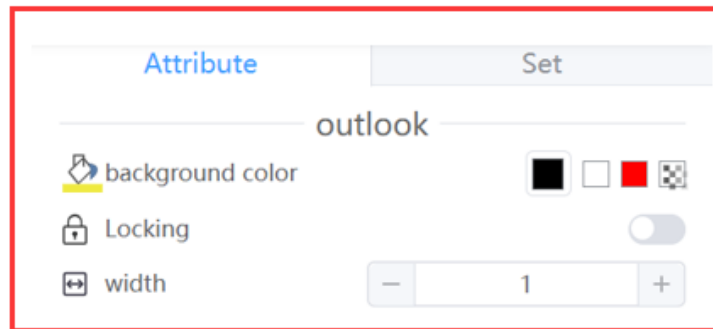 Attribute Set
outlook
background color
Locking
width − 1 +